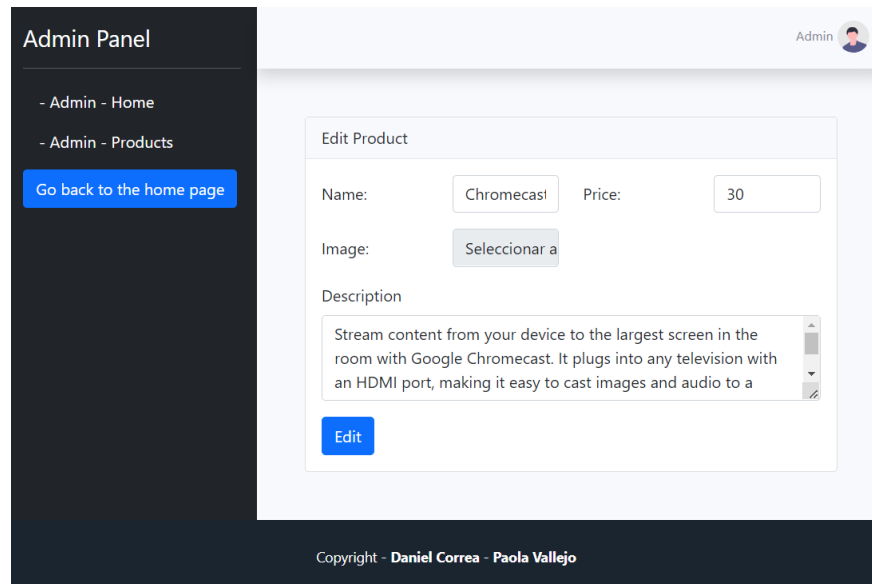 Admin Panel
Admin
- Admin - Home
- Admin - Products
Go back to the home page
Edit Product
Name:
Chromecast
Price:
30
Image:
Seleccionar a
Description
Stream content from your device to the largest screen in the
room with Google Chromecast. It plugs into any television with
an HDMI port, making it easy to cast images and audio to a
Edit
Copyright - Daniel Correa - Paola Vallejo